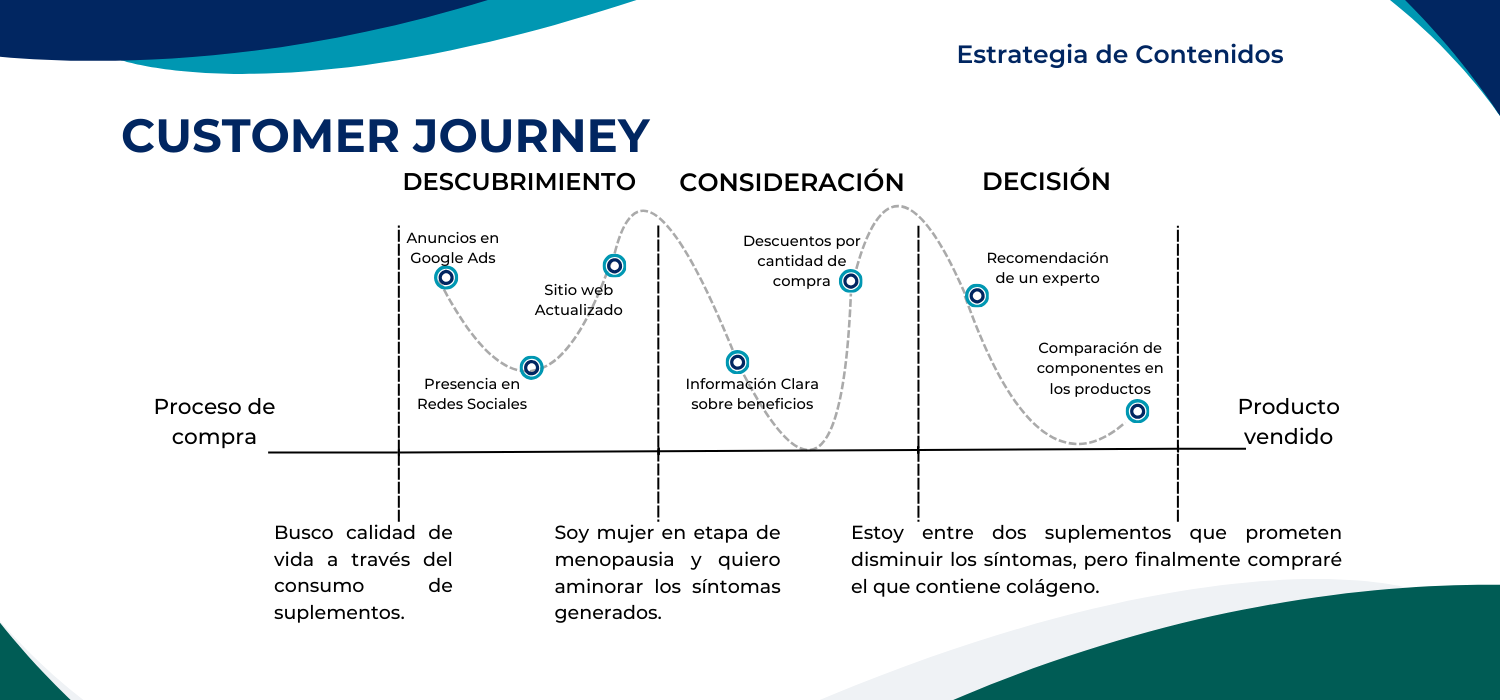 Estrategia de Contenidos
CUSTOMER JOURNEY
DESCUBRIMIENTO
CONSIDERACIÓN
DECISIÓN
Anuncios en
Google Ads
Sitio web
Actualizado
Presencia en
Redes Sociales
Descuentos por
cantidad de
compra
Información Clara
sobre beneficios
Recomendación
de un experto
Comparación de
componentes en
los productos
Proceso de
compra
Producto
vendido
Busco calidad de
vida a través del
consumo de
suplementos.
Soy mujer en etapa de
menopausia y quiero
aminorar los síntomas
generados.
Estoy entre dos suplementos que prometen
disminuir los síntomas, pero finalmente compraré
el que contiene colágeno.